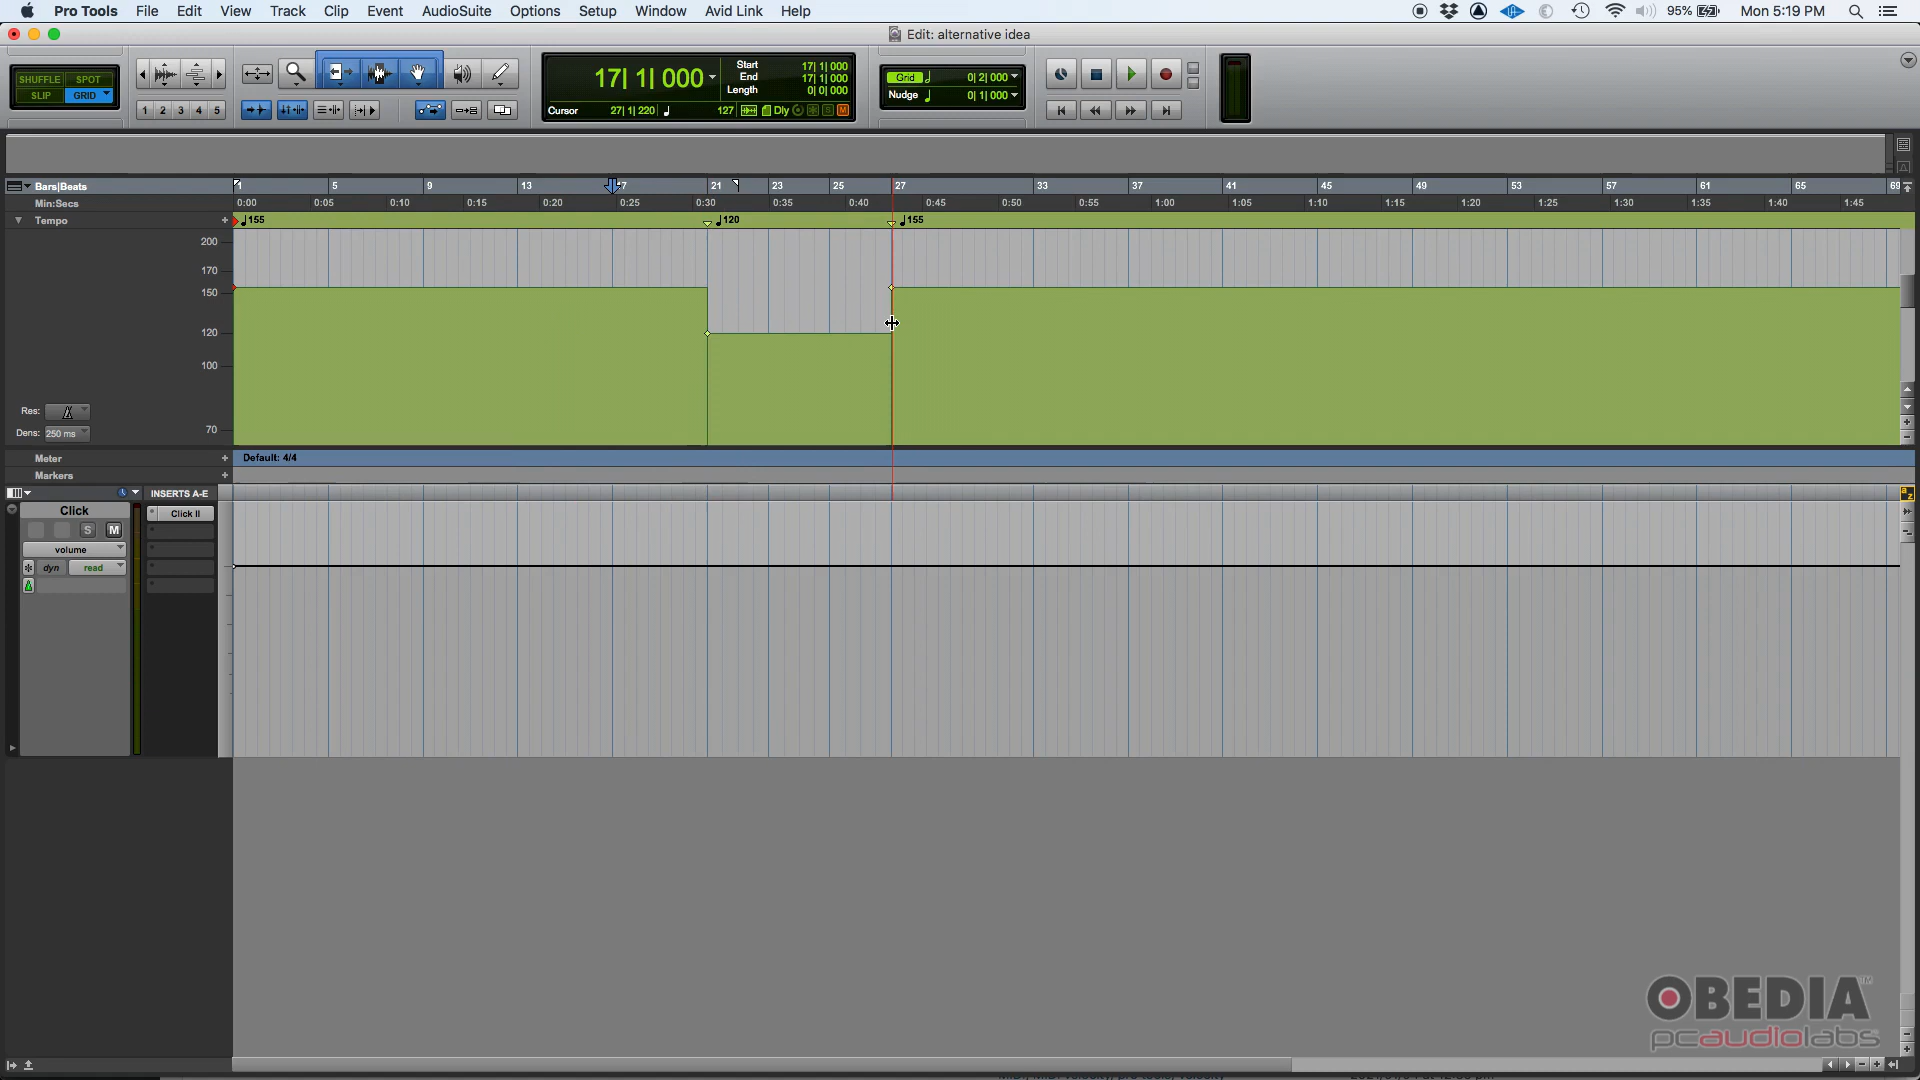 Pro Tools File Edit View Track Clip Event AudioSuite Options Setup Window Avid Link Help 95% Mon 5:19 PM
Edit: alternative idea
SHUFFLE SPOT
SLIP GRID
1 2 3 4 5
17| 1| 000
Start 17| 1| 000
End 17| 1| 000
Length 0| 0| 000
Cursor 27| 1| 220 127 Dly
Grid 0| 2| 000
Nudge 0| 1| 000
Bars|Beats 1 5 9 13 17 21 23 25 27 33 37 41 45 49 53 57 61 65 69
Min:Secs 0:00 0:05 0:10 0:15 0:20 0:25 0:30 0:35 0:40 0:45 0:50 0:55 1:00 1:05 1:10 1:15 1:20 1:25 1:30 1:35 1:40 1:45
Tempo + 155 120 155
200
170
150
120
100
70
Res:
Dens: 250 ms
Meter + Default: 4/4
Markers +
INSERTS A-E
Click
Click II
S M
volume
dyn read
OBEDIA™
pcaudiolabs